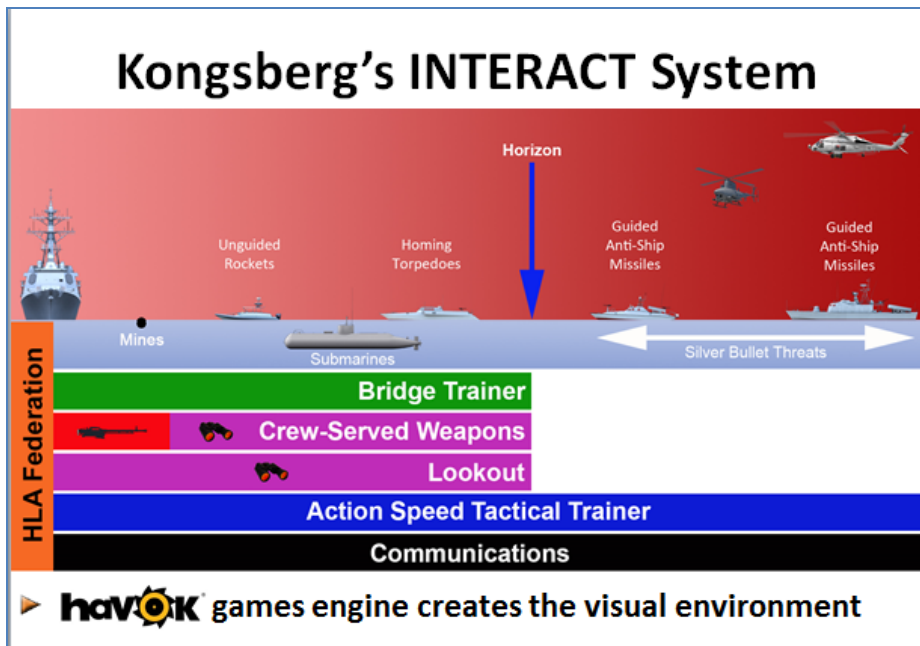 Kongsberg's INTERACT System
Horizon
Unguided
Rockets
Homing
Torpedoes
Guided
Anti-Ship
Missiles
Guided
Anti-Ship
Missiles
Mines
Submarines
Silver Bullet Threats
HLA Federation
Bridge Trainer
Crew-Served Weapons
Lookout
Action Speed Tactical Trainer
Communications
havok games engine creates the visual environment